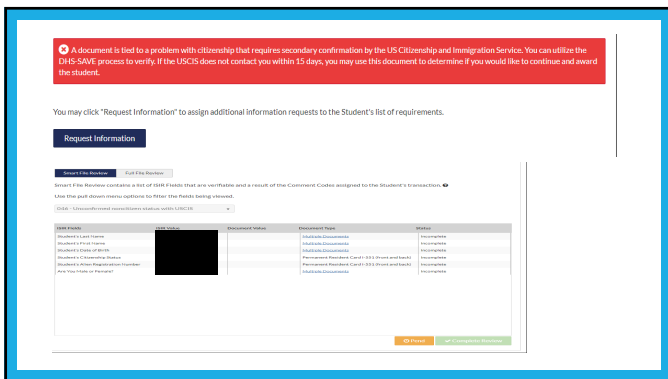 A document is tied to a problem with citizenship that requires secondary confirmation by the US Citizenship and Immigration Service. You can utilize the
DHS-SAVE process to verify. If the USCIS does not contact you within 15 days, you may use this document to determine if you would like to continue and award
the student.
You may click "Request Information" to assign additional information requests to the Student's list of requirements.
Request Information
Smart File Review Full File Review
Smart File Review contains a list of ISIR Fields that are verifiable and a result of the Comment Codes assigned to the Student's transaction.
Use the pull down menu options to filter the fields being viewed.
- Unconfirmed noncitizen status with USCIS
ISIR Fields ISIR Value Document Value Document Type Status
Student's Last Name Multiple Documents Incomplete
Student's First Name Multiple Documents Incomplete
Student's Date of Birth Multiple Documents Incomplete
Student's Citizenship Status Permanent Resident Card I-551 (front and back) Incomplete
Student's Alien Registration Number Permanent Resident Card I-551 (front and back) Incomplete
Are You Male or Female? Multiple Documents Incomplete
Pend Complete Review